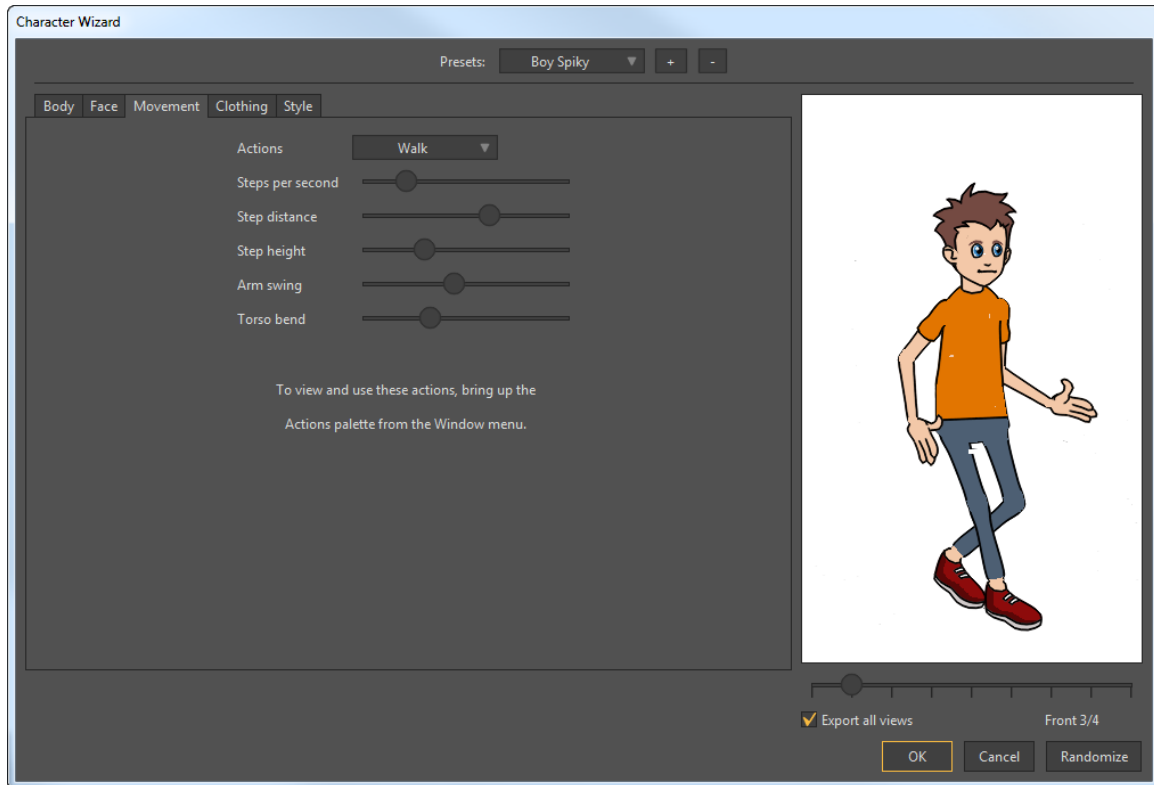 Character Wizard
Presets: Boy Spiky + -
Body Face Movement Clothing Style
Actions Walk
Steps per second
Step distance
Step height
Arm swing
Torso bend
To view and use these actions, bring up the
Actions palette from the Window menu.
Export all views Front 3/4
OK Cancel Randomize